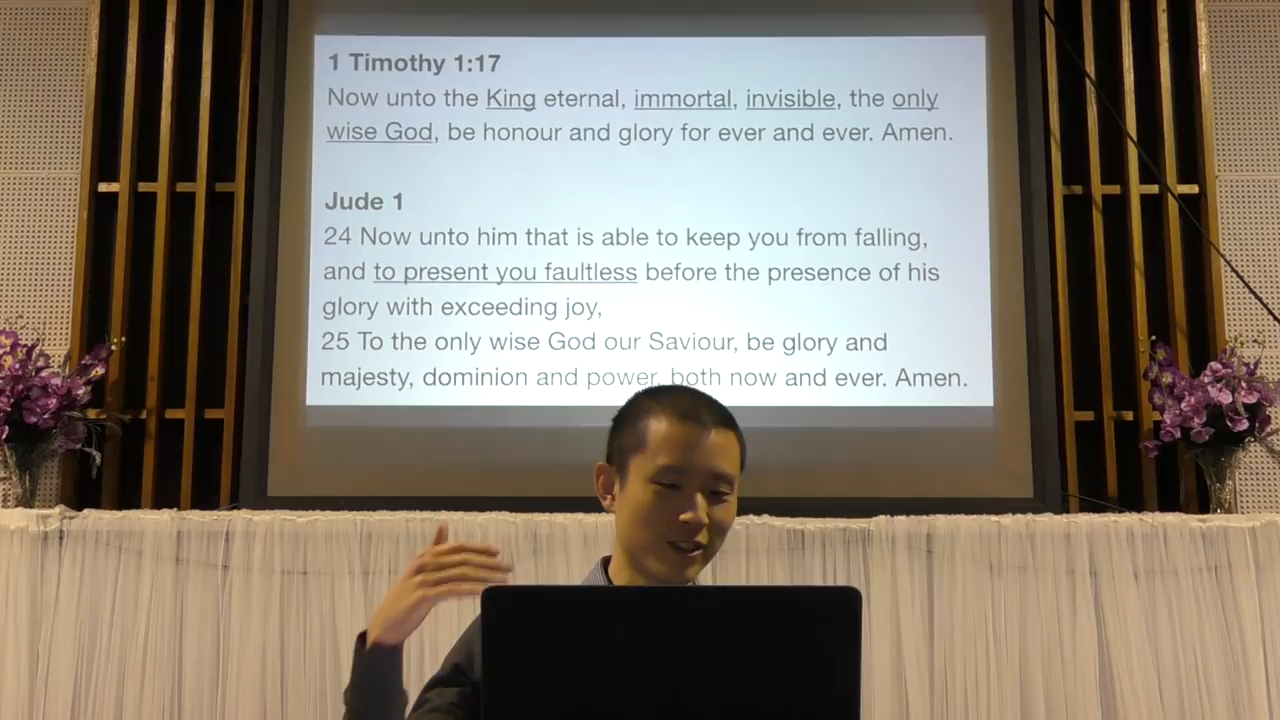 1 Timothy 1:17
Now unto the King eternal, immortal, invisible, the only
wise God, be honour and glory for ever and ever. Amen.
Jude 1
24 Now unto him that is able to keep you from falling,
and to present you faultless before the presence of his
glory with exceeding joy,
25 To the only wise God our Saviour, be glory and
majesty, dominion and power, both now and ever. Amen.